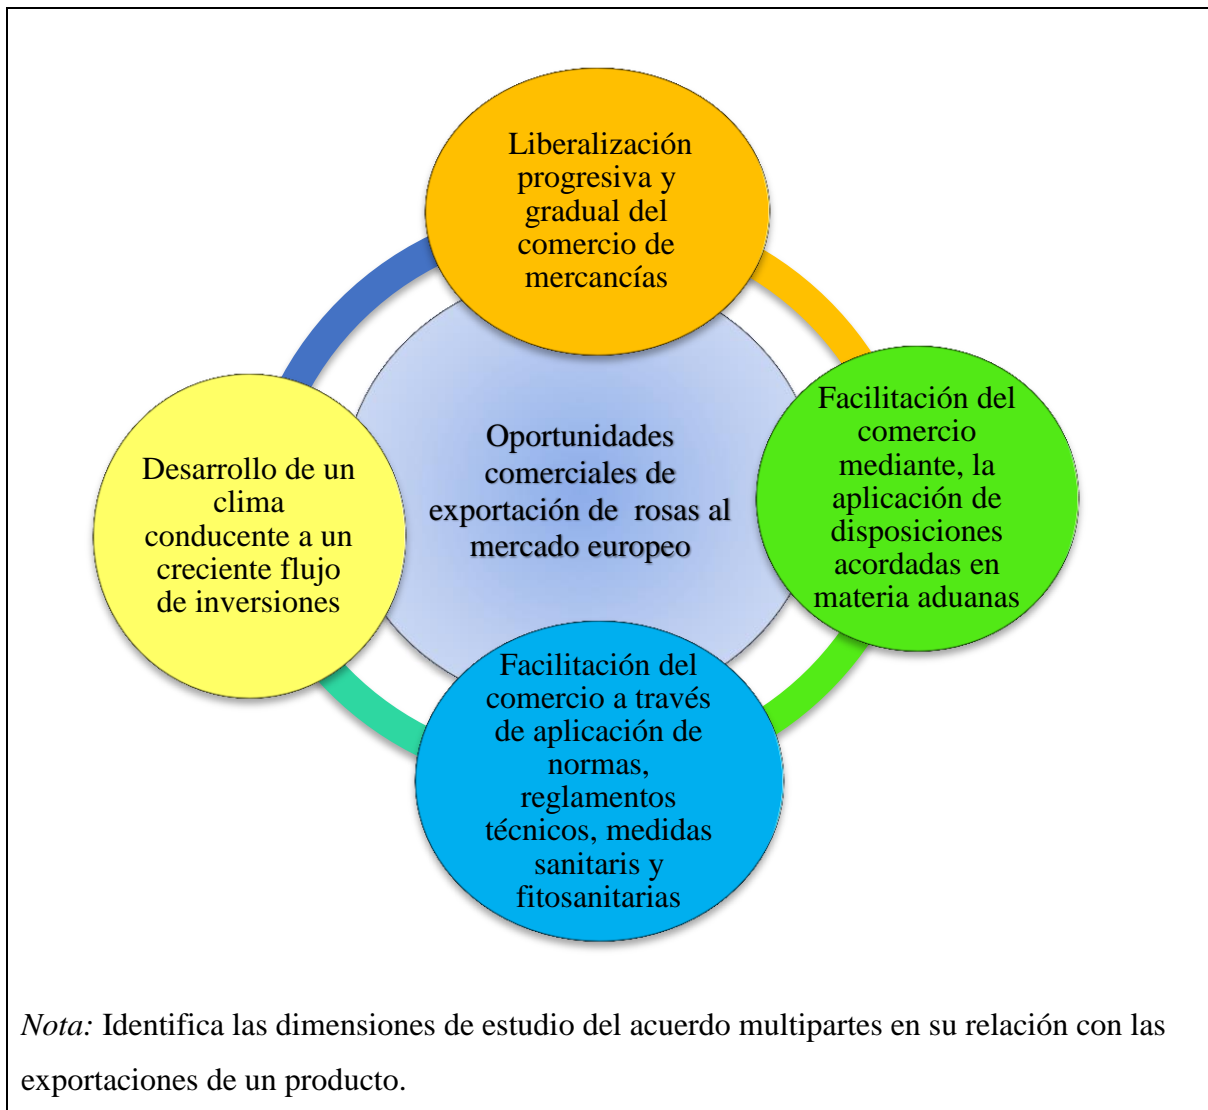 Liberalización
progresiva y
gradual del
comercio de
mercancías
Facilitación del
comercio
mediante, la
aplicación de
disposiciones
acordadas en
materia aduanas
Oportunidades
comerciales de
exportación de rosas al
mercado europeo
Desarrollo de un
clima
conducente a un
creciente flujo
de inversiones
Facilitación del
comercio a través
de aplicación de
normas,
reglamentos
técnicos, medidas
sanitaris y
fitosanitarias
Nota: Identifica las dimensiones de estudio del acuerdo multipartes en su relación con las
exportaciones de un producto.